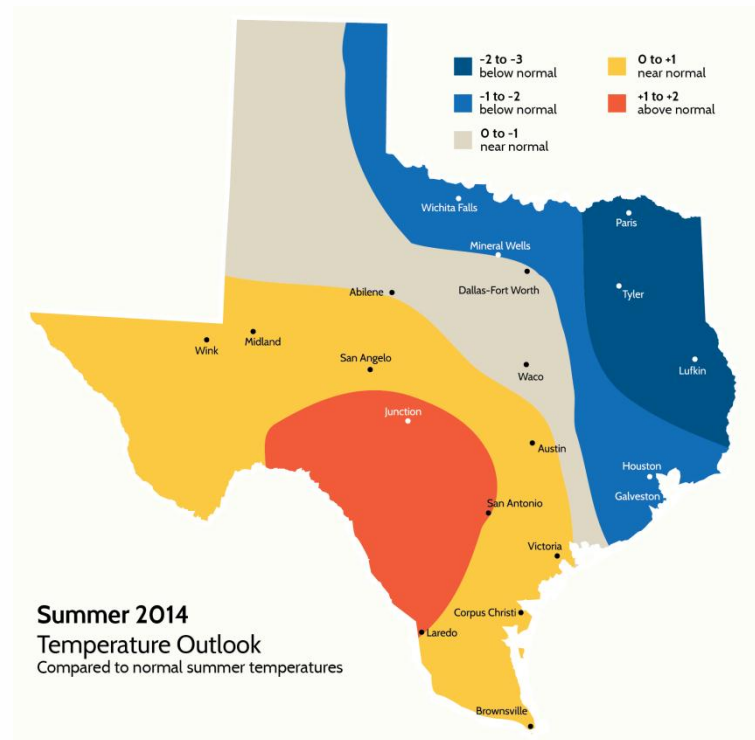 -2 to -3
below normal
-1 to -2
below normal
0 to -1
near normal
0 to +1
near normal
+1 to +2
above normal
Wichita Falls
Paris
Mineral Wells
Dallas-Fort Worth
Abilene
Tyler
Midland
Wink
San Angelo
Waco
Lufkin
Junction
Austin
Houston
Galveston
San Antonio
Victoria
Corpus Christi
Laredo
Brownsville
Summer 2014
Temperature Outlook
Compared to normal summer temperatures